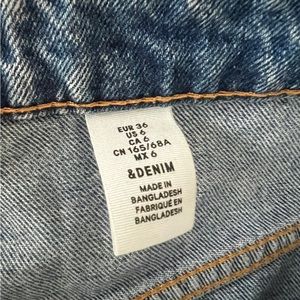 EUR 36
US 6
CA 6
CN 165/68A
MX 6
&DENIM
MADE IN
BANGLADESH
FABRIQUÉ EN
BANGLADESH